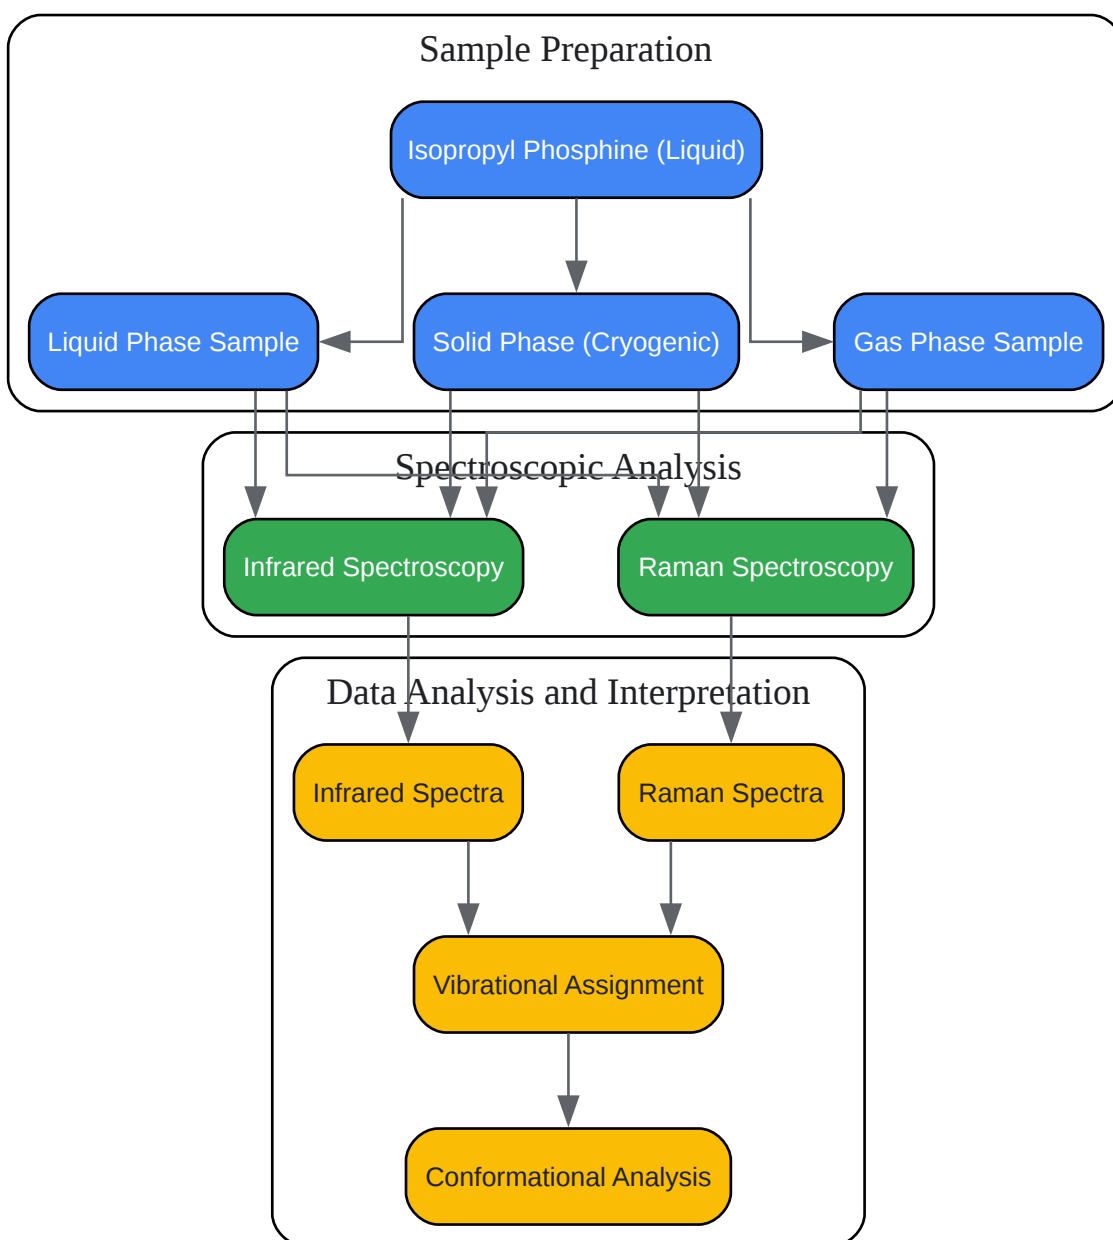 Sample Preparation
Isopropyl Phosphine (Liquid)
Liquid Phase Sample
Solid Phase (Cryogenic)
Gas Phase Sample
Spectroscopic Analysis
Infrared Spectroscopy
Raman Spectroscopy
Data Analysis and Interpretation
Infrared Spectra
Raman Spectra
Vibrational Assignment
Conformational Analysis